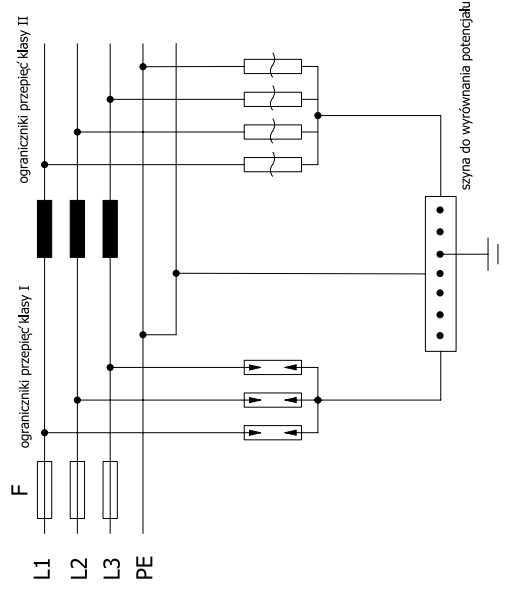 ograniczniki przepięć klasy I
ograniczniki przepięć klasy II
szyna do wyrównania potencjału
F
L1
L2
L3
PE